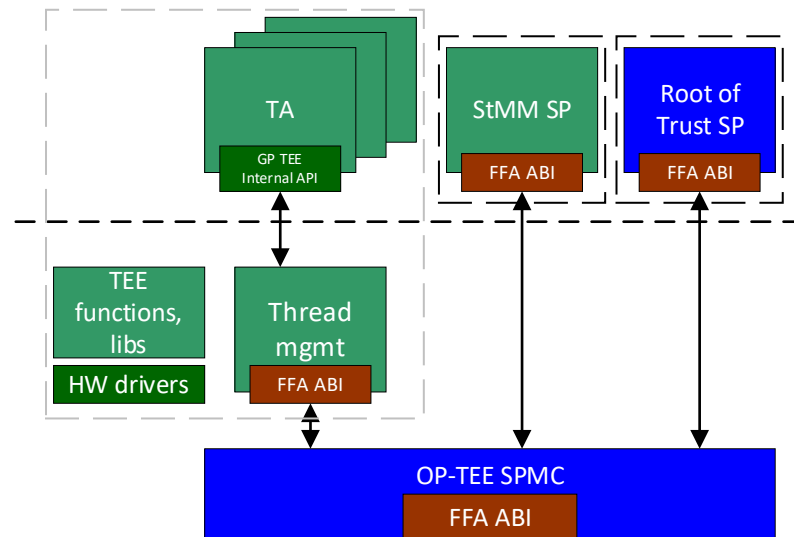 TA
GP TEE
Internal API
StMM SP
FFA ABI
Root of
Trust SP
FFA ABI
TEE
functions,
libs
HW drivers
Thread
mgmt
FFA ABI
OP-TEE SPMC
FFA ABI